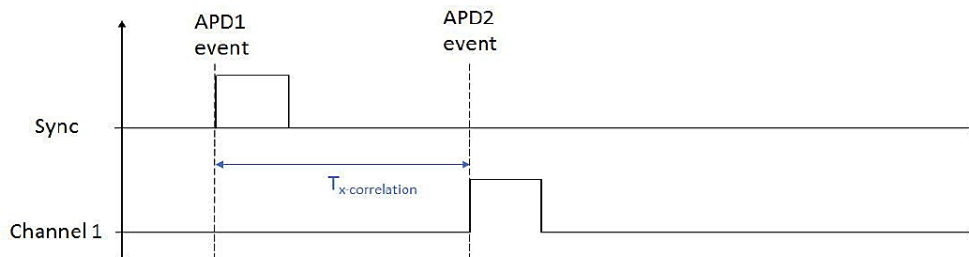 APD1
event
APD2
event
Sync
Tx-correlation
Channel 1